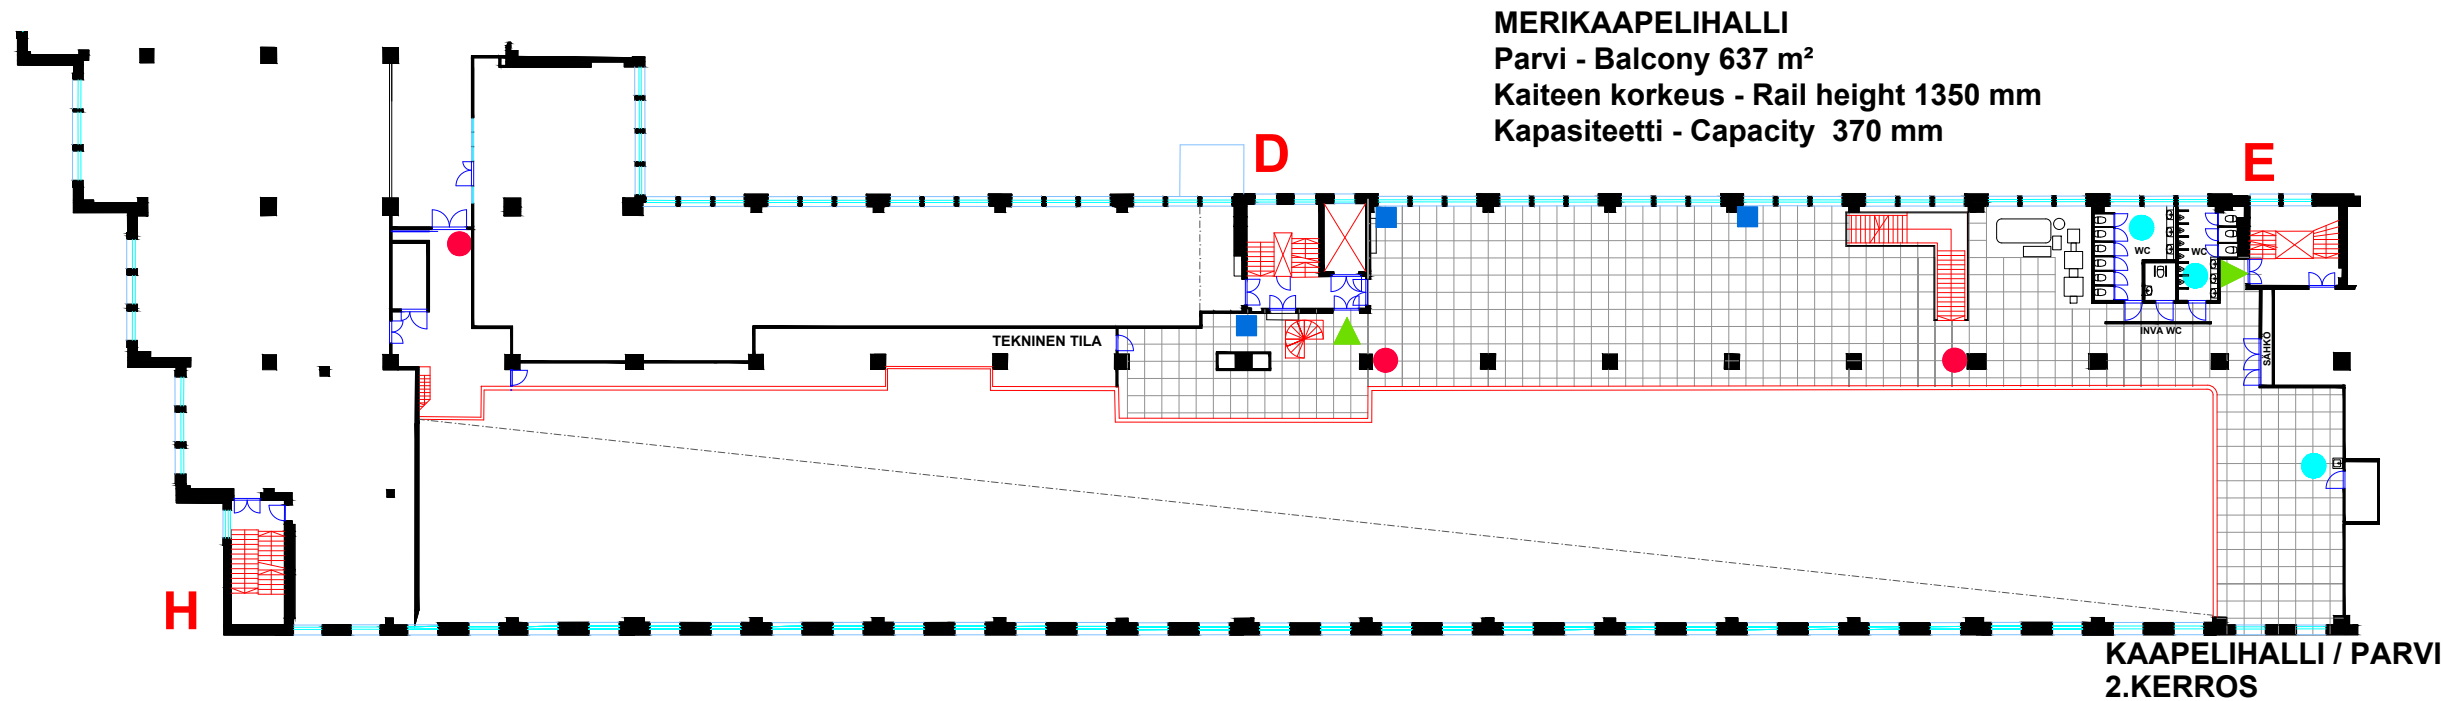 MERIKAAPELIHALLI
Parvi - Balcony 637 m²
Kaiteen korkeus - Rail height 1350 mm
Kapasiteetti - Capacity 370 mm
D
E
WC
WC
INVA WC
SÄHKÖ
TEKNINEN TILA
H
KAAPELIHALLI / PARVI
2.KERROS